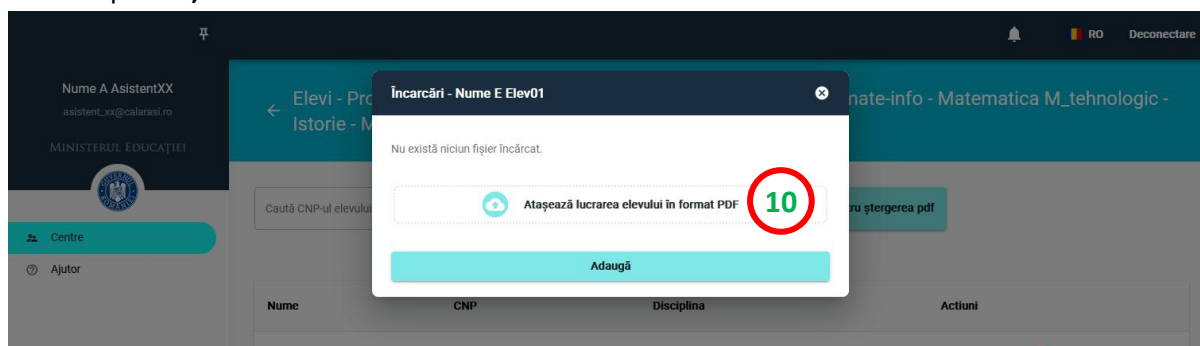 RO Deconectare
Nume A AsistentXX
asistent_xx@calarasi.ro
MINISTERUL EDUCAȚIEI
Centre
Ajutor
Elevi - Pro
Istorie - M
nate-info - Matematica M_tehnologic -
Încarcări - Nume E Elev01
Nu există niciun fișier încărcat.
Atașează lucrarea elevului în format PDF 10
Adaugă
Caută CNP-ul elevului
ru ștergerea pdf
Nume CNP Disciplina Actiuni